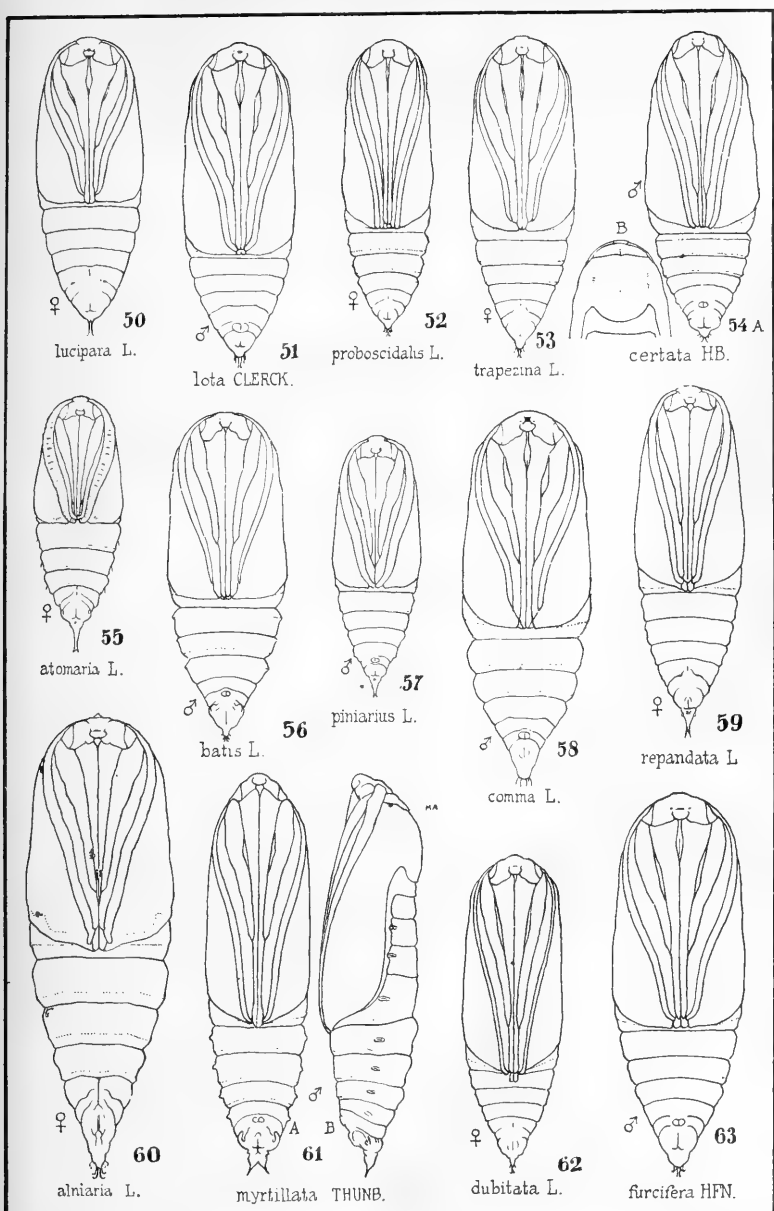 ♀ 50
lucipara L.
♂ 51
lota CLERCK.
♀ 52
proboscidalis L.
♀ 53
trapezina L.
B
♂ 54 A
certata HB.
♀ 55
atomaria L.
♂ 56
batis L.
♂ 57
piniarius L.
♂ 58
comma L.
♀ 59
repandata L
♀ 60
alniaria L.
MA
A ♂ B
61
myrtillata THUNB.
♀ 62
dubitata L.
♂ 63
furcifera HFN.